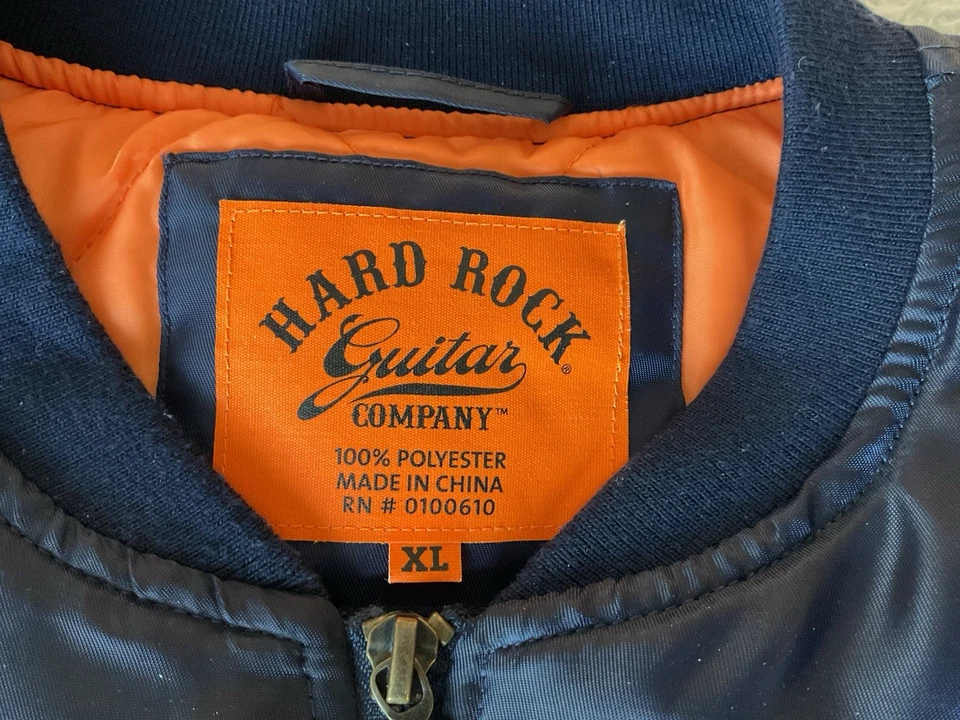 HARD ROCK®
Guitar
COMPANY™
100% POLYESTER
MADE IN CHINA
RN # 0100610
XL